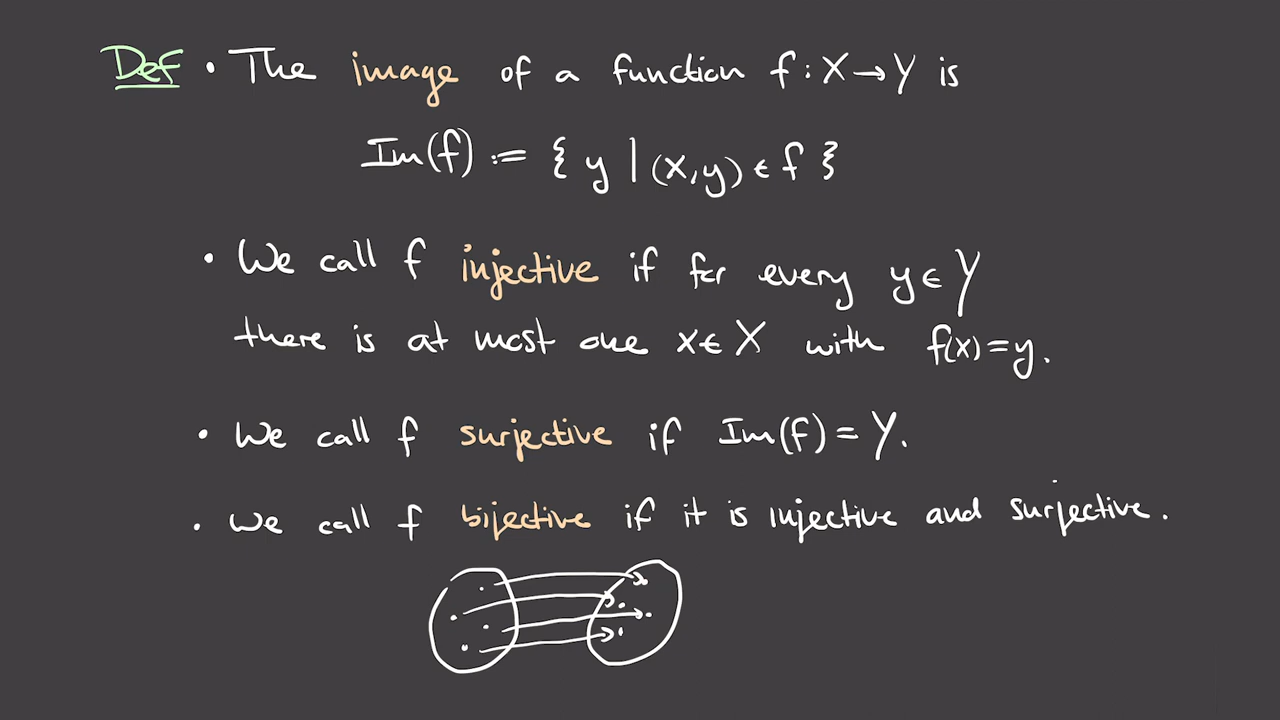 Def • The image of a function f : X → Y is
Im(f) := { y | (x,y) ∈ f }
• We call f injective if for every y ∈ Y
there is at most one x ∈ X with f(x) = y.
• We call f surjective if Im(f) = Y.
• We call f bijective if it is injective and surjective.